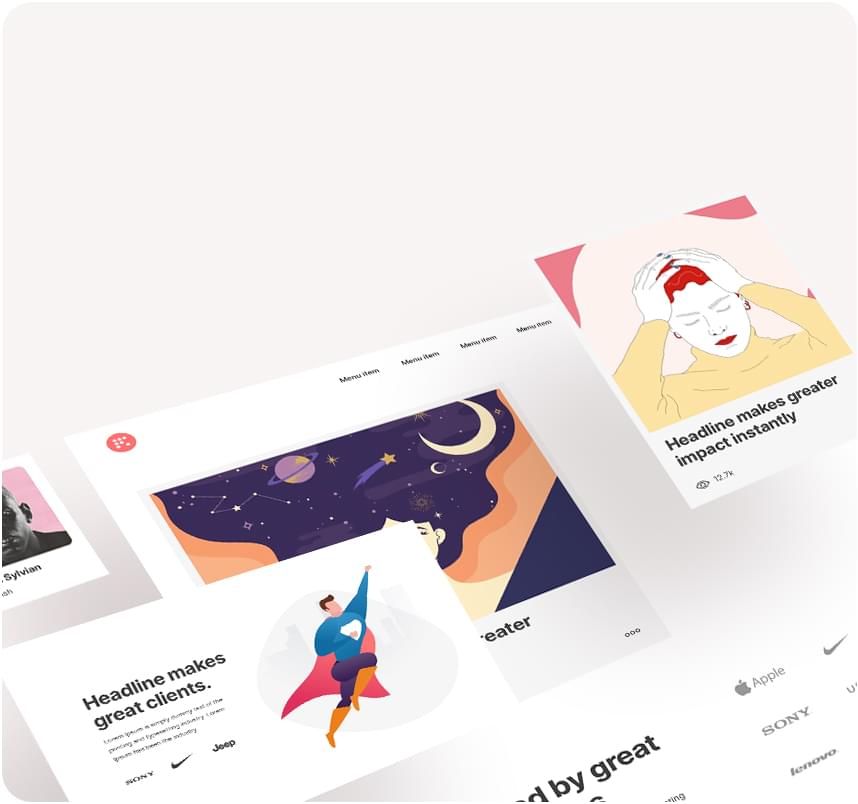 Menu item
Menu item
Menu item
Menu item
Headline makes greater
impact instantly
12.7k
Sylvian
reater
Headline makes
great clients.
Lorem Ipsum is simply dummy text of the
printing and typesetting industry. Lorem
Ipsum has been the industry
SONY
Jeep
Apple
SONY
lenovo
d by great